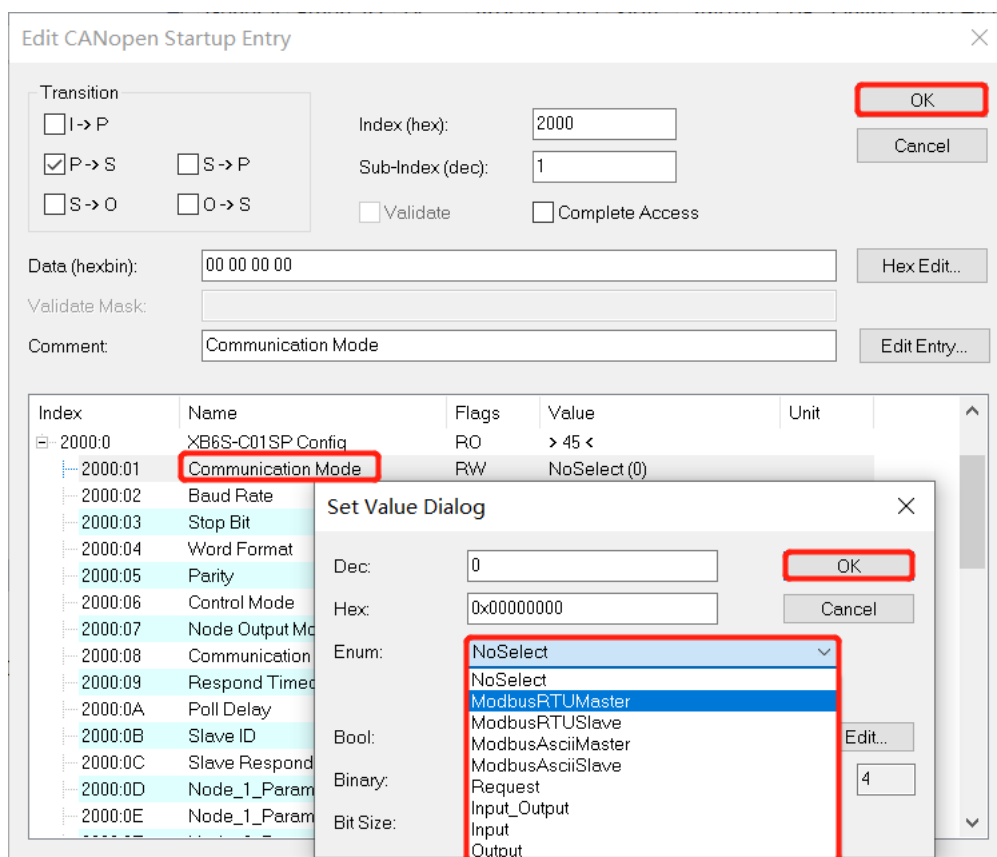 Edit CANopen Startup Entry
Transition
I -> P
P -> S
S -> P
S -> O
O -> S
Index (hex):
2000
Sub-Index (dec):
1
Validate
Complete Access
OK
Cancel
Data (hexbin):
00 00 00 00
Hex Edit...
Validate Mask:
Comment:
Communication Mode
Edit Entry...
Index Name Flags Value Unit
2000:0 XB6S-C01SP Config RO > 45 <
2000:01 Communication Mode RW NoSelect (0)
2000:02 Baud Rate
2000:03 Stop Bit
2000:04 Word Format
2000:05 Parity
2000:06 Control Mode
2000:07 Node Output Mo
2000:08 Communication
2000:09 Respond Timeo
2000:0A Poll Delay
2000:0B Slave ID
2000:0C Slave Respond
2000:0D Node_1_Param
2000:0E Node_1_Param
Set Value Dialog
Dec:
0
OK
Hex:
0x00000000
Cancel
Enum:
NoSelect
NoSelect
ModbusRTUMaster
ModbusRTUSlave
ModbusAsciiMaster
ModbusAsciiSlave
Request
Input_Output
Input
Output
Bool:
Edit...
Binary:
4
Bit Size: